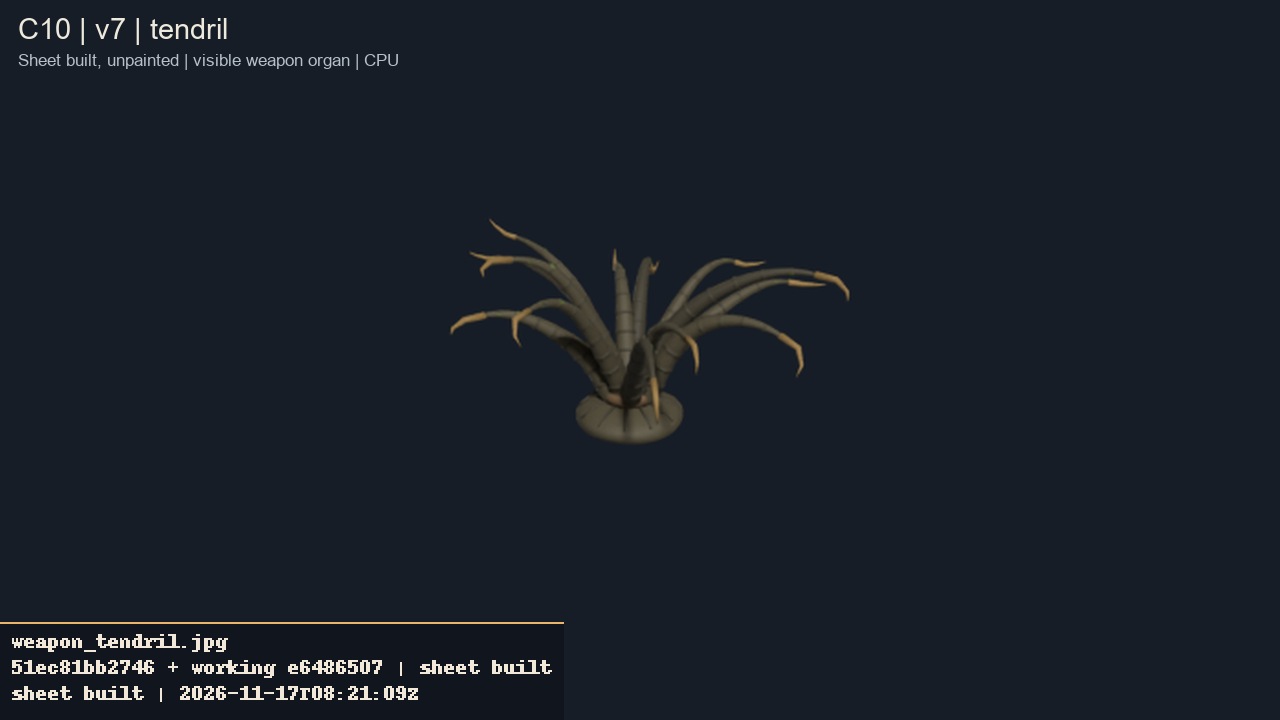 C10 | v7 | tendril
Sheet built, unpainted | visible weapon organ | CPU
weapon_tendril.jpg
51ec81bb2746 + working e6486507 | sheet built
sheet built | 2026-11-17T08:21:09Z